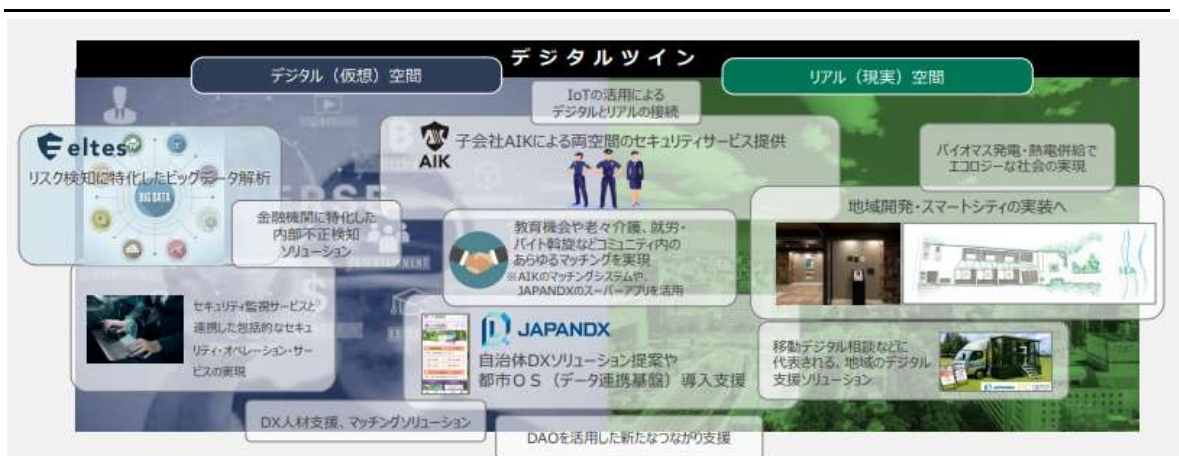 デジタルツイン
デジタル（仮想）空間
リアル（現実）空間
IoTの活用による
デジタルとリアルの接続
eltes
リスク検知に特化したビッグデータ解析
BIG DATA
AIK
子会社AIKによる両空間のセキュリティサービス提供
バイオマス発電・熱電併給で
エコロジーな社会の実現
金融機関に特化した
内部不正検知
ソリューション
教育機会や老々介護、就労・
バイト斡旋などコミュニティ内の
あらゆるマッチングを実現
※AIKのマッチングシステムや、
JAPANDXのスーパーアプリを活用
地域開発・スマートシティの実装へ
SEA
セキュリティ監視サービスと
連携した包括的なセキュ
リティ・オペレーション・サー
ビスの実現
JAPANDX
自治体DXソリューション提案や
都市OS（データ連携基盤）導入支援
移動デジタル相談などに
代表される、地域のデジタル
支援ソリューション
JAPANDX
DX人材支援、マッチングソリューション
DAOを活用した新たなつながり支援